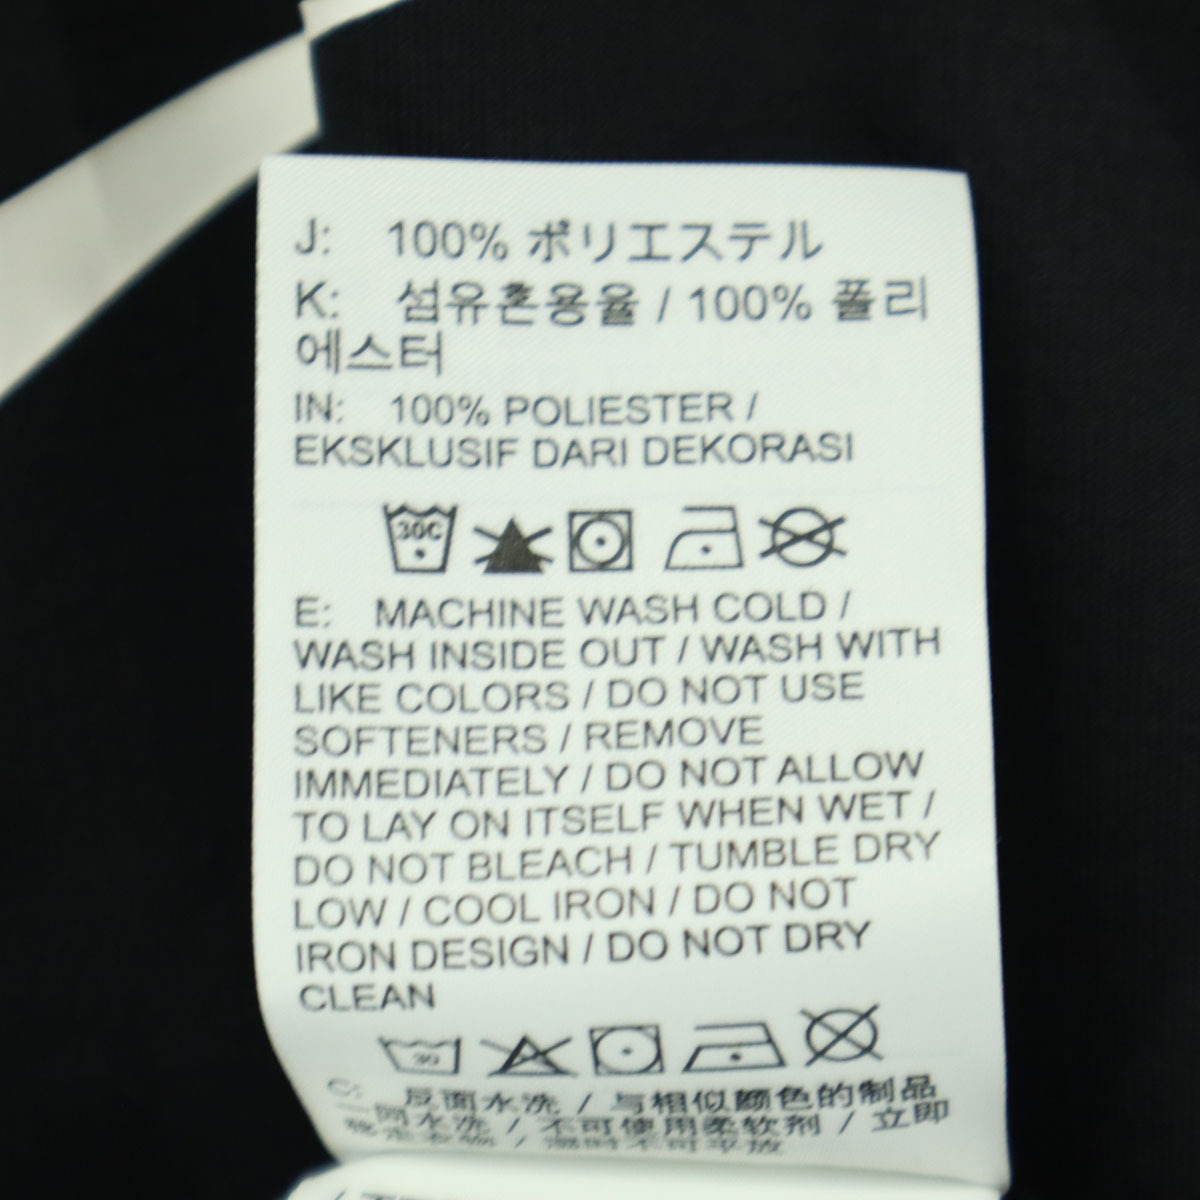 J: 100% ポリエステル
K: 섬유혼용율 / 100% 폴리
에스터
IN: 100% POLIESTER /
EKSKLUSIF DARI DEKORASI
30C
E: MACHINE WASH COLD /
WASH INSIDE OUT / WASH WITH
LIKE COLORS / DO NOT USE
SOFTENERS / REMOVE
IMMEDIATELY / DO NOT ALLOW
TO LAY ON ITSELF WHEN WET /
DO NOT BLEACH / TUMBLE DRY
LOW / COOL IRON / DO NOT
IRON DESIGN / DO NOT DRY
CLEAN
30
C: 反面水洗 / 与相似颜色的制品
一同水洗 / 不可使用柔软剂 / 立即